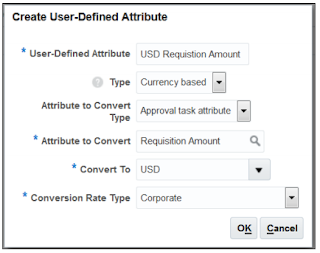 Create User-Defined Attribute
* User-Defined Attribute USD Requistion Amount
? Type Currency based
Attribute to Convert Type Approval task attribute
* Attribute to Convert Requisition Amount
* Convert To USD
* Conversion Rate Type Corporate
OK Cancel